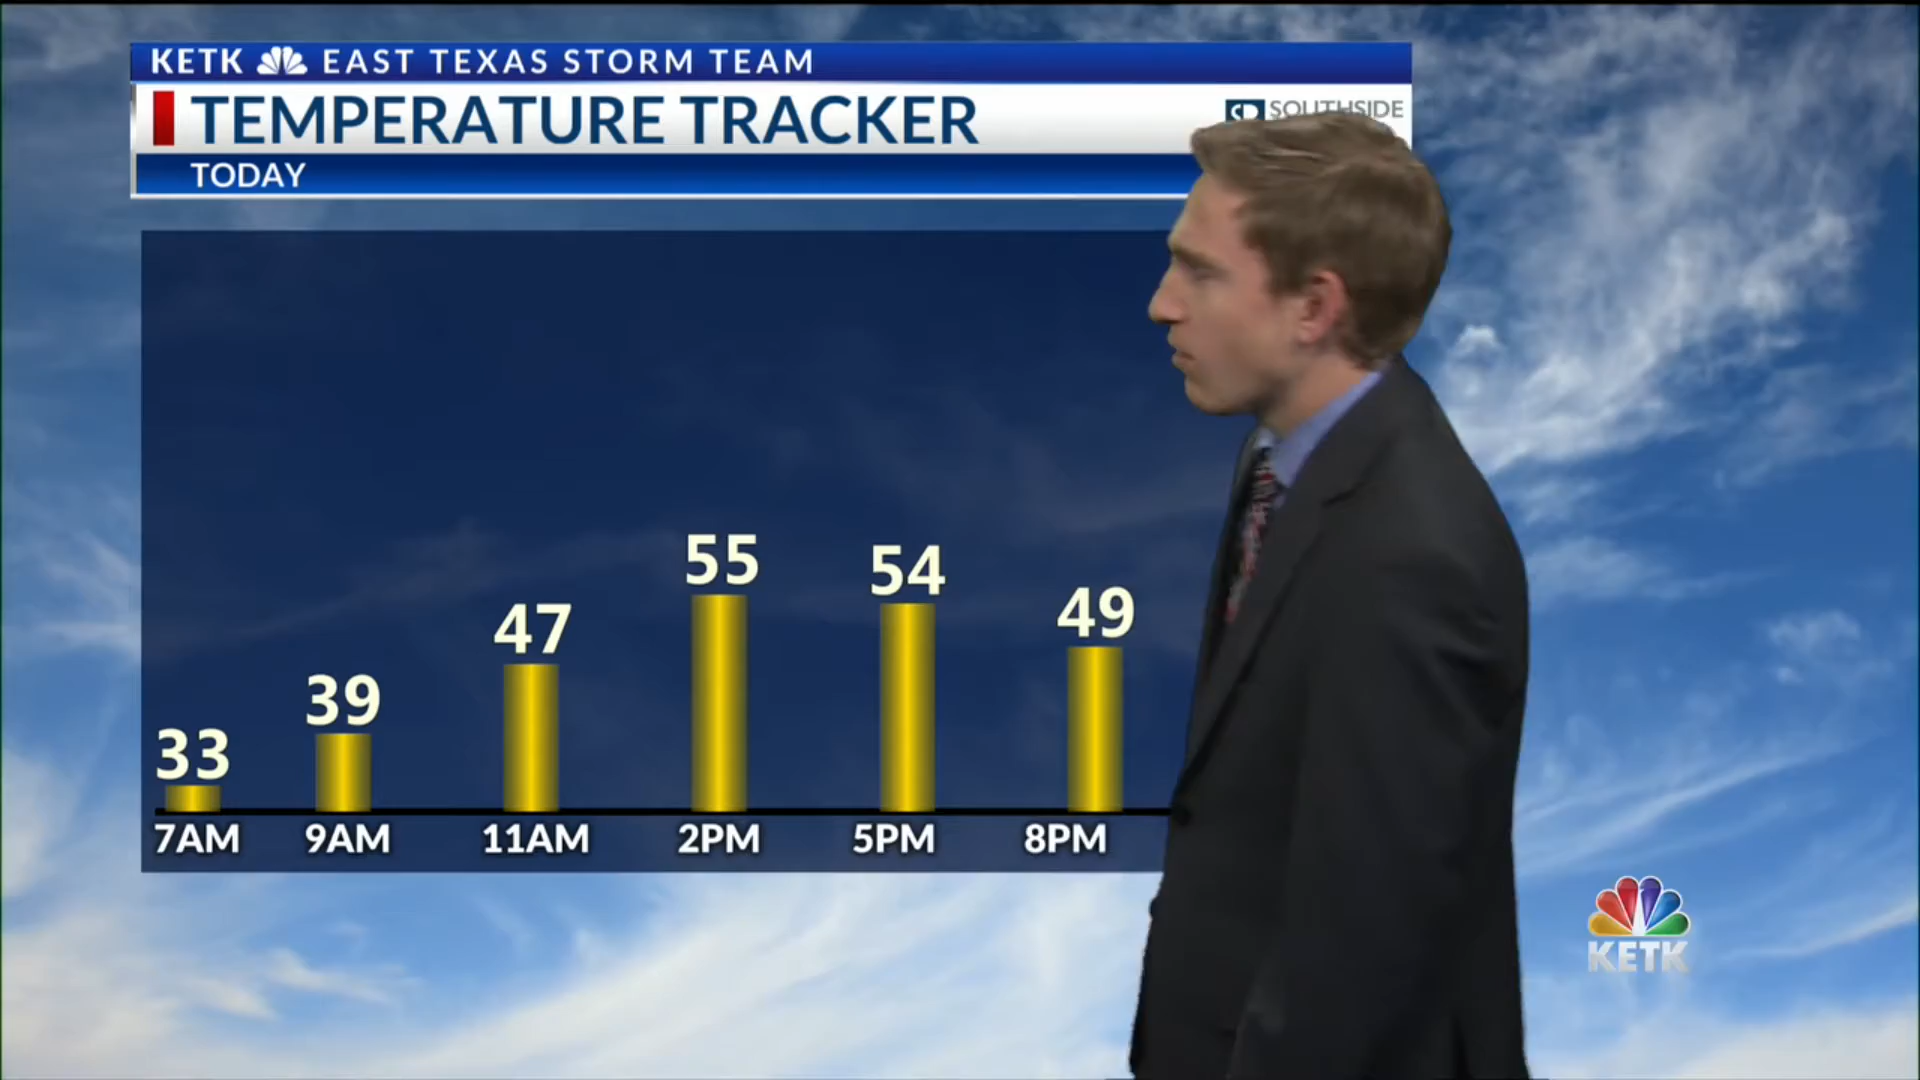 KETK EAST TEXAS STORM TEAM
TEMPERATURE TRACKER
SOUTHSIDE
TODAY
55
54
49
47
39
33
7AM 9AM 11AM 2PM 5PM 8PM
KETK